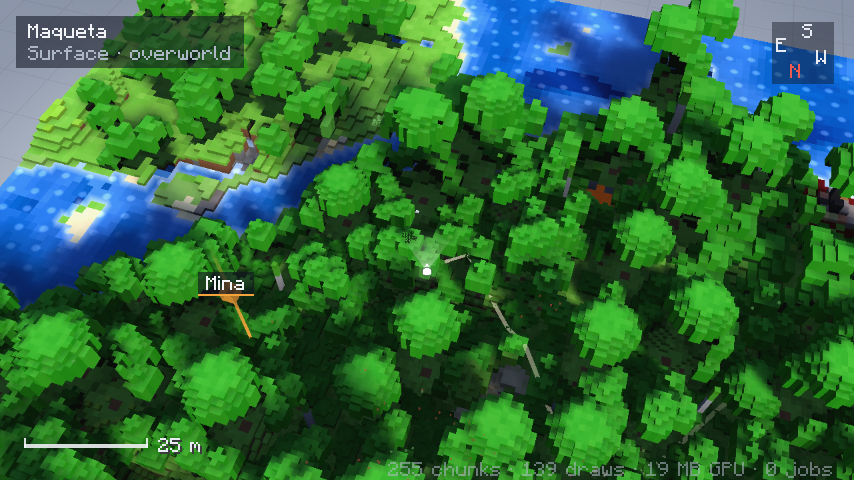 Maqueta
Surface · overworld
S
E
W
N
Mina
25 m
255 chunks · 139 draws · 19 MB GPU · 0 jobs